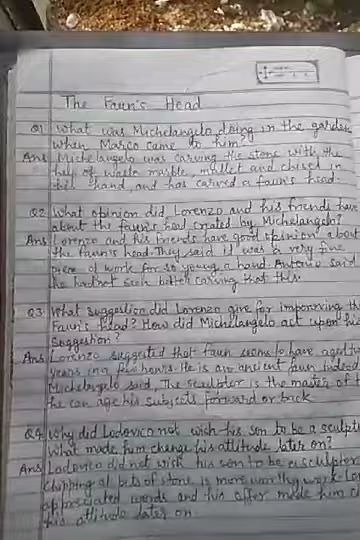 The Faun's Head
Q1 What was Michelangelo doing in the garden
when Marco came to him?
Ans Michelangelo was carving the stone with the
help of waste marble, mullet and chisel in
his hand, and has carved a faun's head.
Q2 What opinion did Lorenzo and his friends have
about the faun's head created by Michelangelo?
Ans Lorenzo and his friends have good opinion about
the faun's head. They said it was a very fine
piece of work for so young a hand. Antonio said
he had not seen better carving than this.
Q3 What suggestion did Lorenzo give for improving th
Faun's head? How did Michelangelo act upon his
suggestion?
Ans Lorenzo suggested that faun seems to have aged
years in a few hours. He is an ancient faun indeed
Michelangelo said, The sculptor is the master of
he can age his subjects forward or back
Q4 Why did Lodovico not wish his son to be a sculpt
What made him change his attitude later on?
Ans Lodovico did not wish his son to be a sculptor
chipping at bits of stone is more worthy work. Lo
appreciated words and his offer made him c
his attitude later on